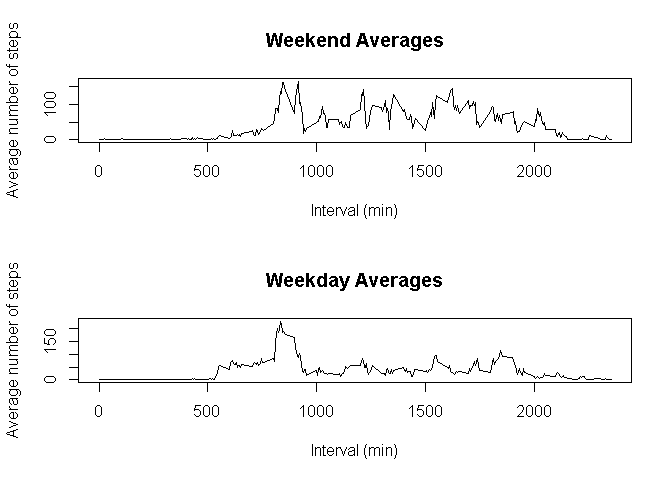 Weekend Averages
Average number of steps
100
0
0 500 1000 1500 2000
Interval (min)
Weekday Averages
Average number of steps
150
0
0 500 1000 1500 2000
Interval (min)